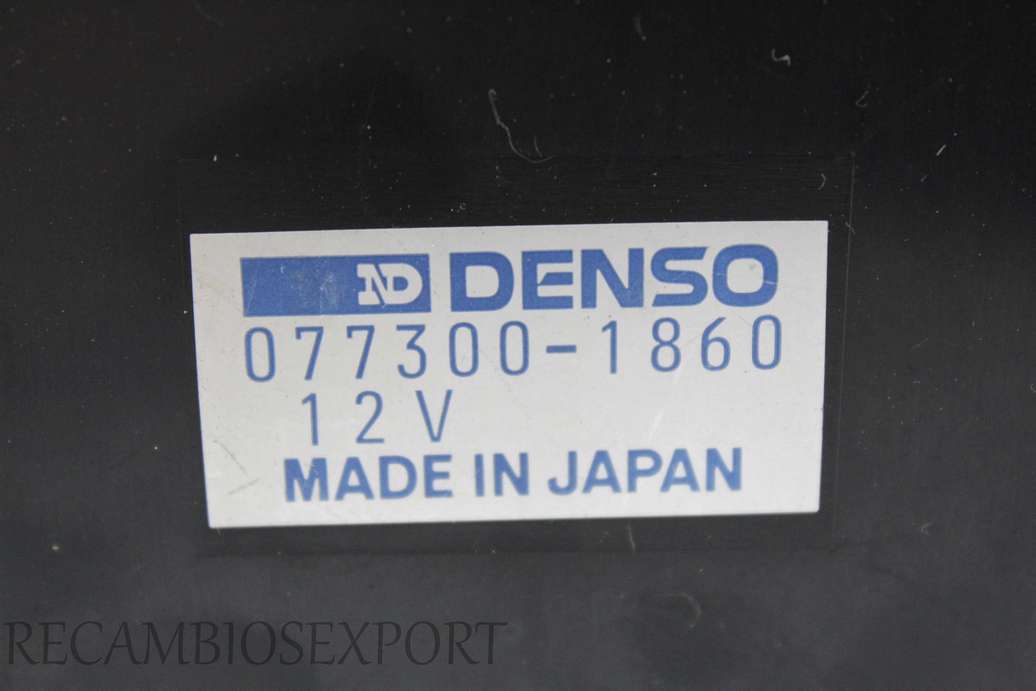 ND DENSO
077300-1860
12V
MADE IN JAPAN
RECAMBIOSEXPORT